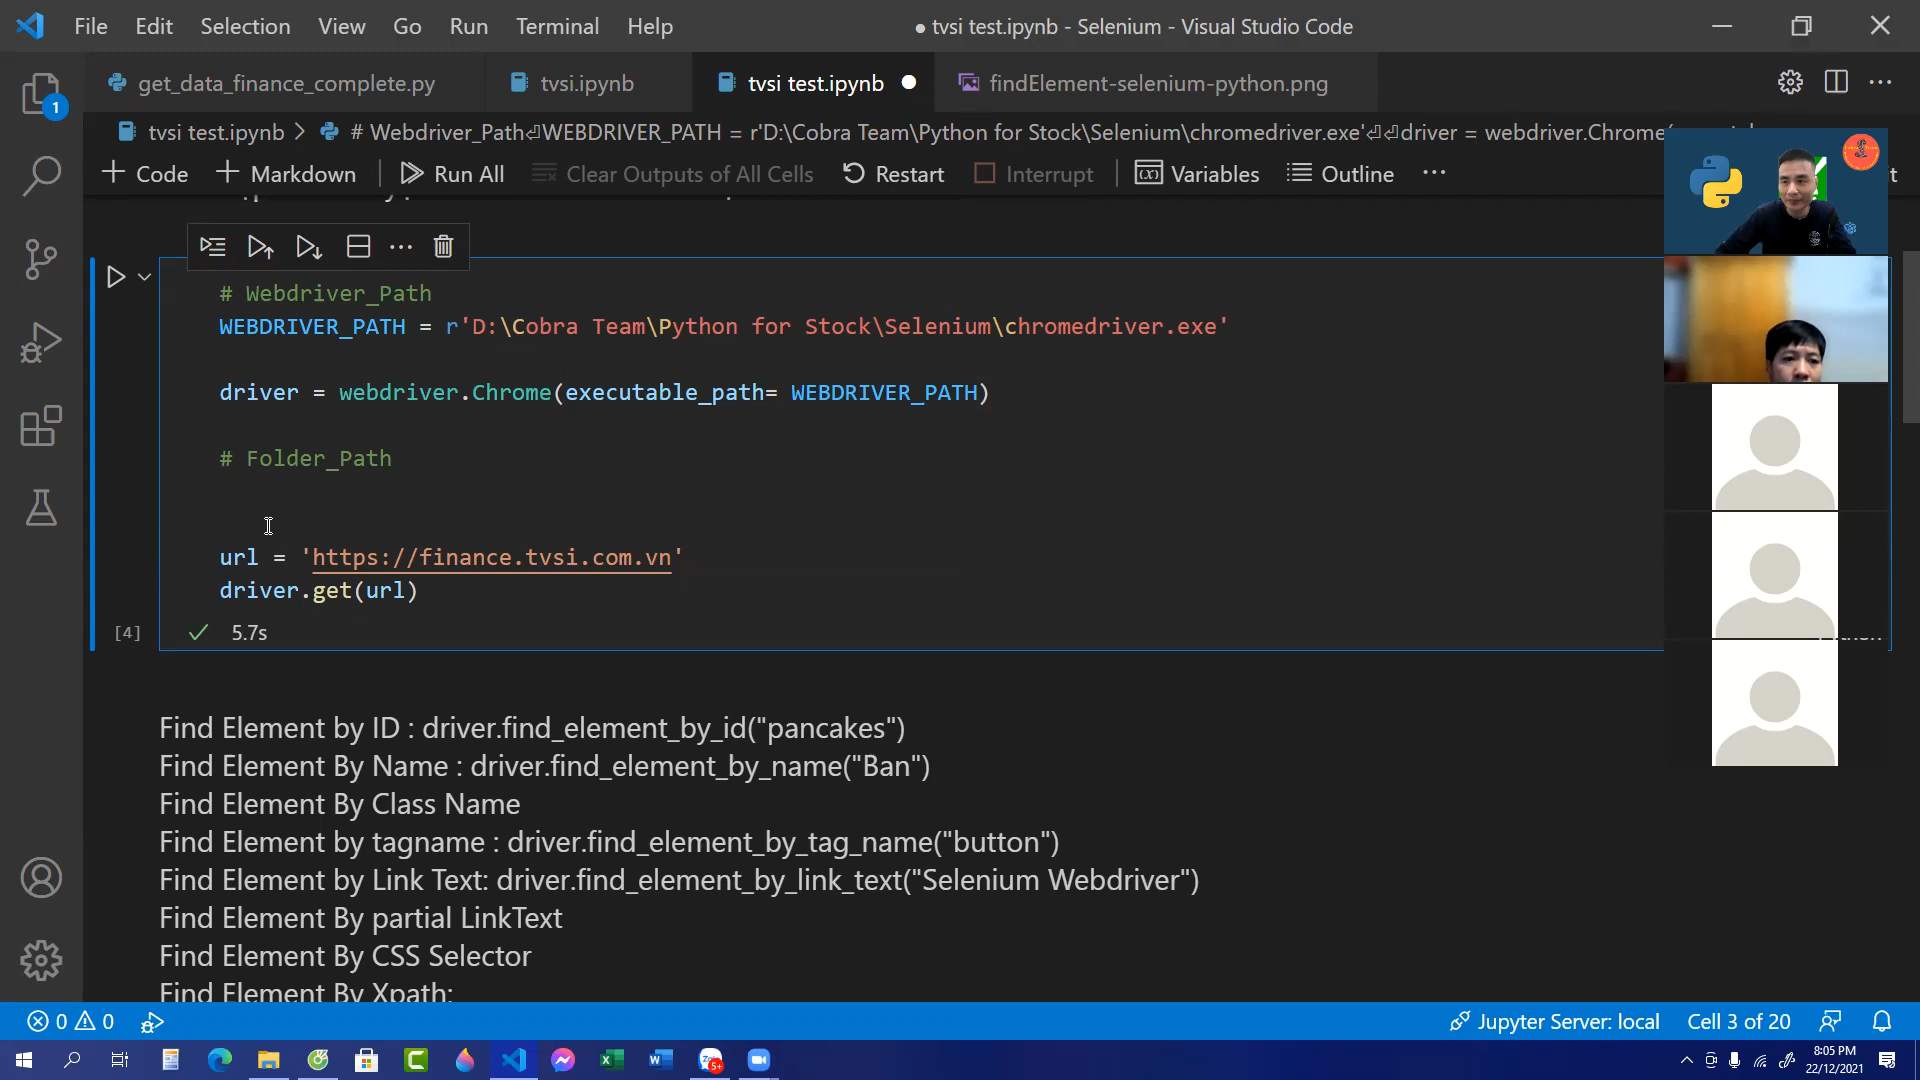 File Edit Selection View Go Run Terminal Help
● tvsi test.ipynb - Selenium - Visual Studio Code
get_data_finance_complete.py
tvsi.ipynb
tvsi test.ipynb ●
findElement-selenium-python.png
1
tvsi test.ipynb > # Webdriver_Path⏎WEBDRIVER_PATH = r'D:\Cobra Team\Python for Stock\Selenium\chromedriver.exe'⏎⏎driver = webdriver.Chrome(
+ Code + Markdown Run All Clear Outputs of All Cells Restart Interrupt Variables Outline ...
# Webdriver_Path
WEBDRIVER_PATH = r'D:\Cobra Team\Python for Stock\Selenium\chromedriver.exe'
driver = webdriver.Chrome(executable_path= WEBDRIVER_PATH)
# Folder_Path
url = 'https://finance.tvsi.com.vn'
driver.get(url)
[4] 5.7s
Find Element by ID : driver.find_element_by_id("pancakes")
Find Element By Name : driver.find_element_by_name("Ban")
Find Element By Class Name
Find Element by tagname : driver.find_element_by_tag_name("button")
Find Element by Link Text: driver.find_element_by_link_text("Selenium Webdriver")
Find Element By partial LinkText
Find Element By CSS Selector
Find Element By Xpath:
0 0
Jupyter Server: local Cell 3 of 20
5+
8:05 PM
22/12/2021